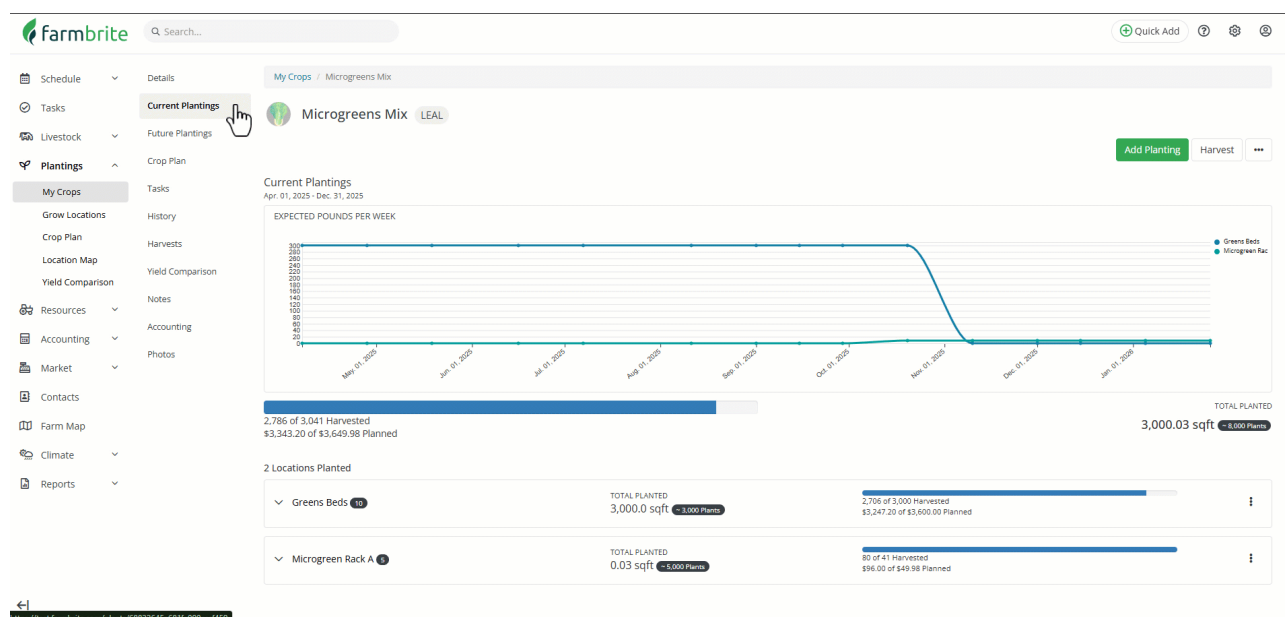 farmbrite
Search...
Quick Add
Schedule
Tasks
Livestock
Plantings
My Crops
Grow Locations
Crop Plan
Location Map
Yield Comparison
Resources
Accounting
Market
Contacts
Farm Map
Climate
Reports
Details
Current Plantings
Future Plantings
Crop Plan
Tasks
History
Harvests
Yield Comparison
Notes
Accounting
Photos
My Crops / Microgreens Mix
Microgreens Mix LEAL
Add Planting Harvest
Current Plantings
Apr. 01, 2025 - Dec. 31, 2025
EXPECTED POUNDS PER WEEK
300
280
260
240
220
200
180
160
140
120
100
80
60
40
20
0
May. 01, 2025
Jun. 01, 2025
Jul. 01, 2025
Aug. 01, 2025
Sep. 01, 2025
Oct. 01, 2025
Nov. 01, 2025
Dec. 01, 2025
Jan. 01, 2026
Greens Beds
Microgreen Rac
2,786 of 3,041 Harvested
$3,343.20 of $3,649.98 Planned
TOTAL PLANTED
3,000.03 sqft ~ 8,000 Plants
2 Locations Planted
Greens Beds 10
TOTAL PLANTED
3,000.0 sqft ~ 3,000 Plants
2,706 of 3,000 Harvested
$3,247.20 of $3,600.00 Planned
Microgreen Rack A 5
TOTAL PLANTED
0.03 sqft ~ 5,000 Plants
80 of 41 Harvested
$96.00 of $49.98 Planned